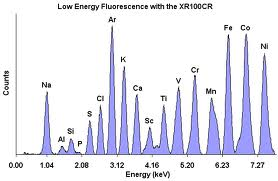 Low Energy Fluorescence with the XR100CR
Counts
Na Al Si P S Cl Ar K Ca Sc Ti V Cr Mn Fe Co Ni
0.00 1.04 2.08 3.12 4.16 5.20 6.23 7.27
Energy (keV)